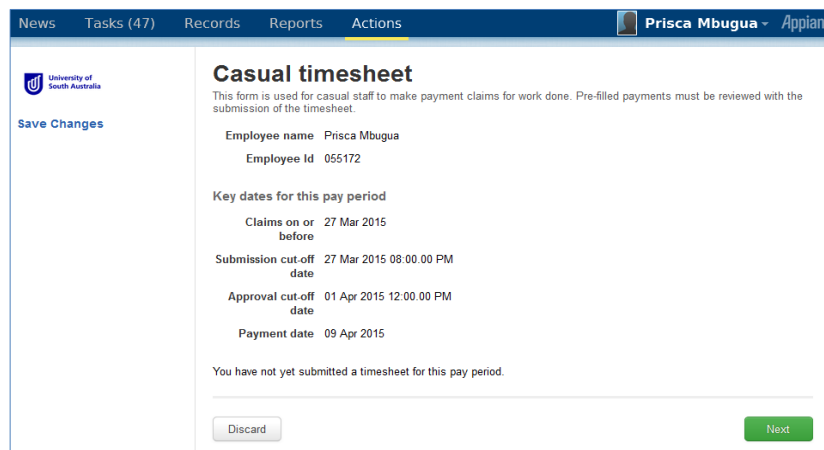 News Tasks (47) Records Reports Actions Prisca Mbugua Appian
University of
South Australia
Save Changes
Casual timesheet
This form is used for casual staff to make payment claims for work done. Pre-filled payments must be reviewed with the
submission of the timesheet.
Employee name Prisca Mbugua
Employee Id 055172
Key dates for this pay period
Claims on or 27 Mar 2015
before
Submission cut-off 27 Mar 2015 08:00.00 PM
date
Approval cut-off 01 Apr 2015 12:00.00 PM
date
Payment date 09 Apr 2015
You have not yet submitted a timesheet for this pay period.
Discard Next